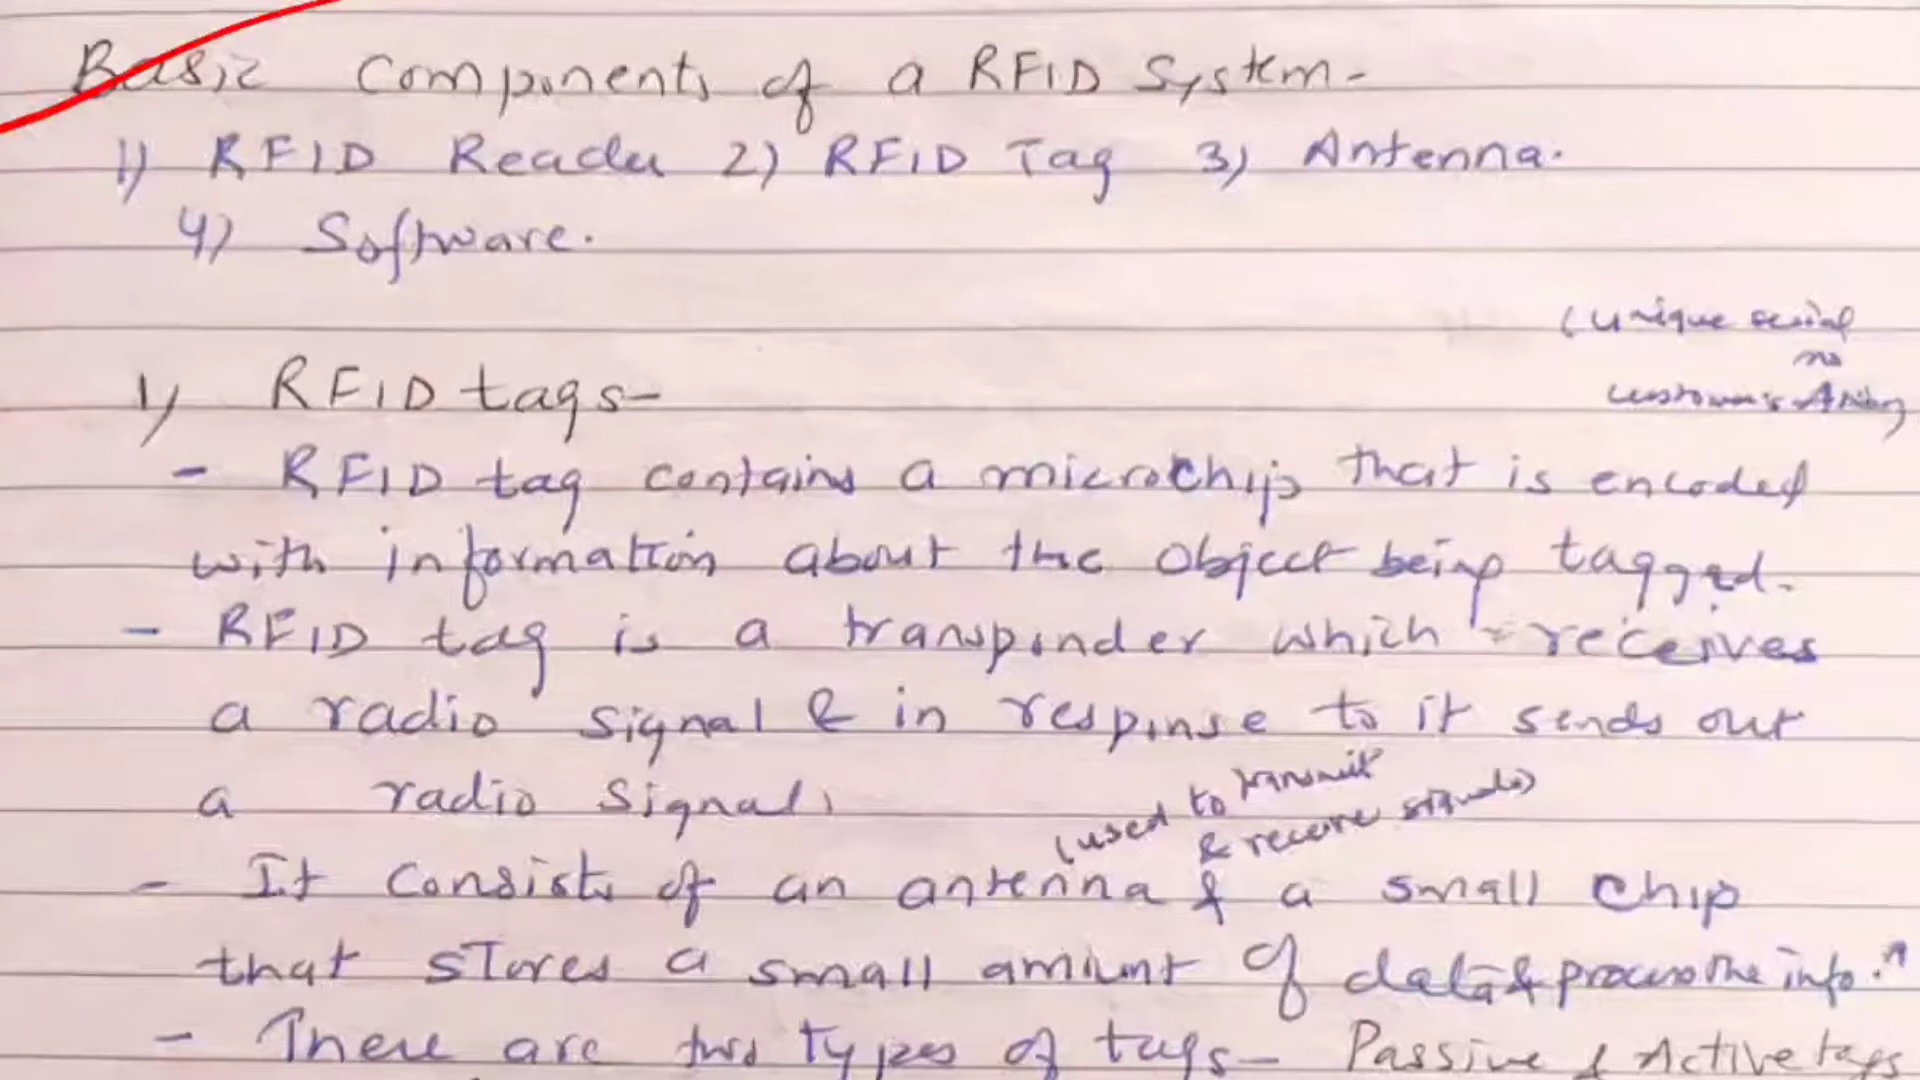 Basic Components of a RFID System-
1) RFID Reader 2) RFID Tag 3) Antenna.
4) Software.
(unique serial
no
customer's
1) RFID tags-
- RFID tag contains a microchip that is encoded
with information about the object being tagged.
- RFID tag is a transponder which receives
a radio signal & in response to it sends out
a radio signal.
(used to transmit
& receive signals)
- It consists of an antenna & a small chip
that stores a small amount of data & process the info.n
- There are two types of tags- Passive & Active tags